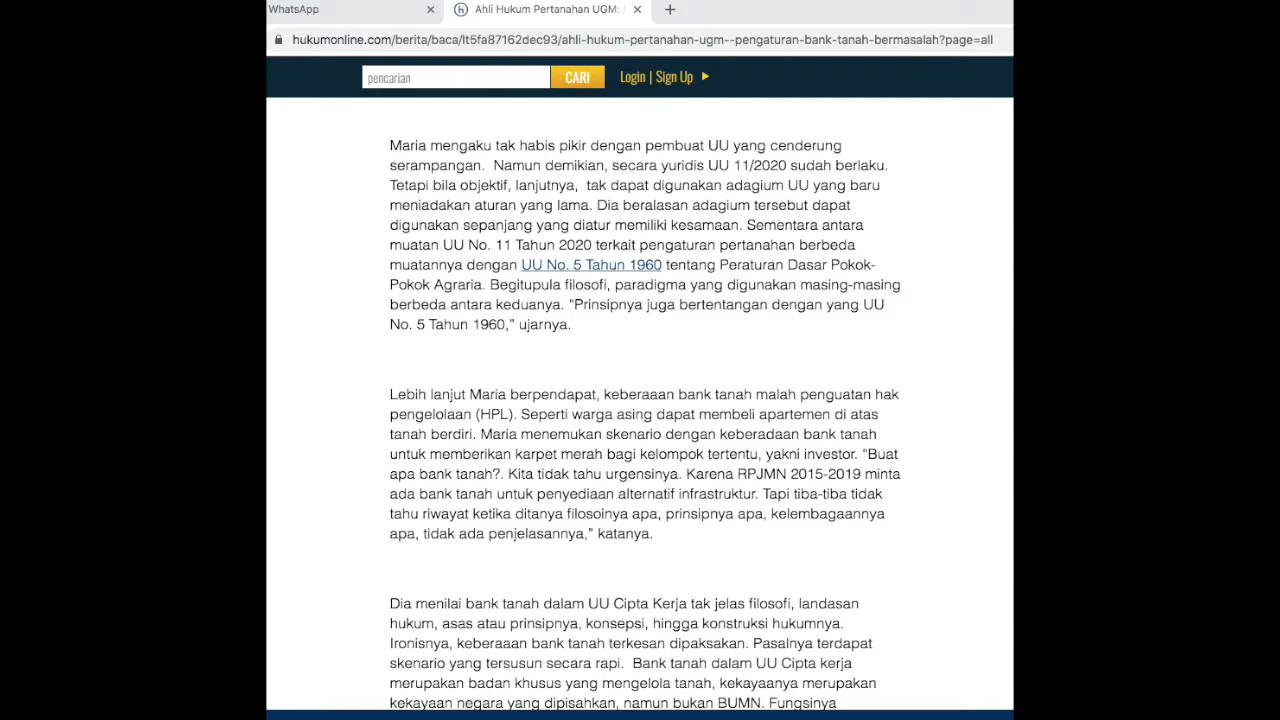 WhatsApp
Ahli Hukum Pertanahan UGM:
hukumonline.com/berita/baca/lt5fa87162dec93/ahli-hukum-pertanahan-ugm--pengaturan-bank-tanah-bermasalah?page=all
pencarian
CARI
Login | Sign Up
Maria mengaku tak habis pikir dengan pembuat UU yang cenderung
serampangan.  Namun demikian, secara yuridis UU 11/2020 sudah berlaku.
Tetapi bila objektif, lanjutnya,  tak dapat digunakan adagium UU yang baru
meniadakan aturan yang lama. Dia beralasan adagium tersebut dapat
digunakan sepanjang yang diatur memiliki kesamaan. Sementara antara
muatan UU No. 11 Tahun 2020 terkait pengaturan pertanahan berbeda
muatannya dengan UU No. 5 Tahun 1960 tentang Peraturan Dasar Pokok-
Pokok Agraria. Begitupula filosofi, paradigma yang digunakan masing-masing
berbeda antara keduanya. “Prinsipnya juga bertentangan dengan yang UU
No. 5 Tahun 1960,” ujarnya.
Lebih lanjut Maria berpendapat, keberaaan bank tanah malah penguatan hak
pengelolaan (HPL). Seperti warga asing dapat membeli apartemen di atas
tanah berdiri. Maria menemukan skenario dengan keberadaan bank tanah
untuk memberikan karpet merah bagi kelompok tertentu, yakni investor. “Buat
apa bank tanah?. Kita tidak tahu urgensinya. Karena RPJMN 2015-2019 minta
ada bank tanah untuk penyediaan alternatif infrastruktur. Tapi tiba-tiba tidak
tahu riwayat ketika ditanya filosoinya apa, prinsipnya apa, kelembagaannya
apa, tidak ada penjelasannya,” katanya.
Dia menilai bank tanah dalam UU Cipta Kerja tak jelas filosofi, landasan
hukum, asas atau prinsipnya, konsepsi, hingga konstruksi hukumnya.
Ironisnya, keberaaan bank tanah terkesan dipaksakan. Pasalnya terdapat
skenario yang tersusun secara rapi.  Bank tanah dalam UU Cipta kerja
merupakan badan khusus yang mengelola tanah, kekayaanya merupakan
kekayaan negara yang dipisahkan, namun bukan BUMN. Fungsinya